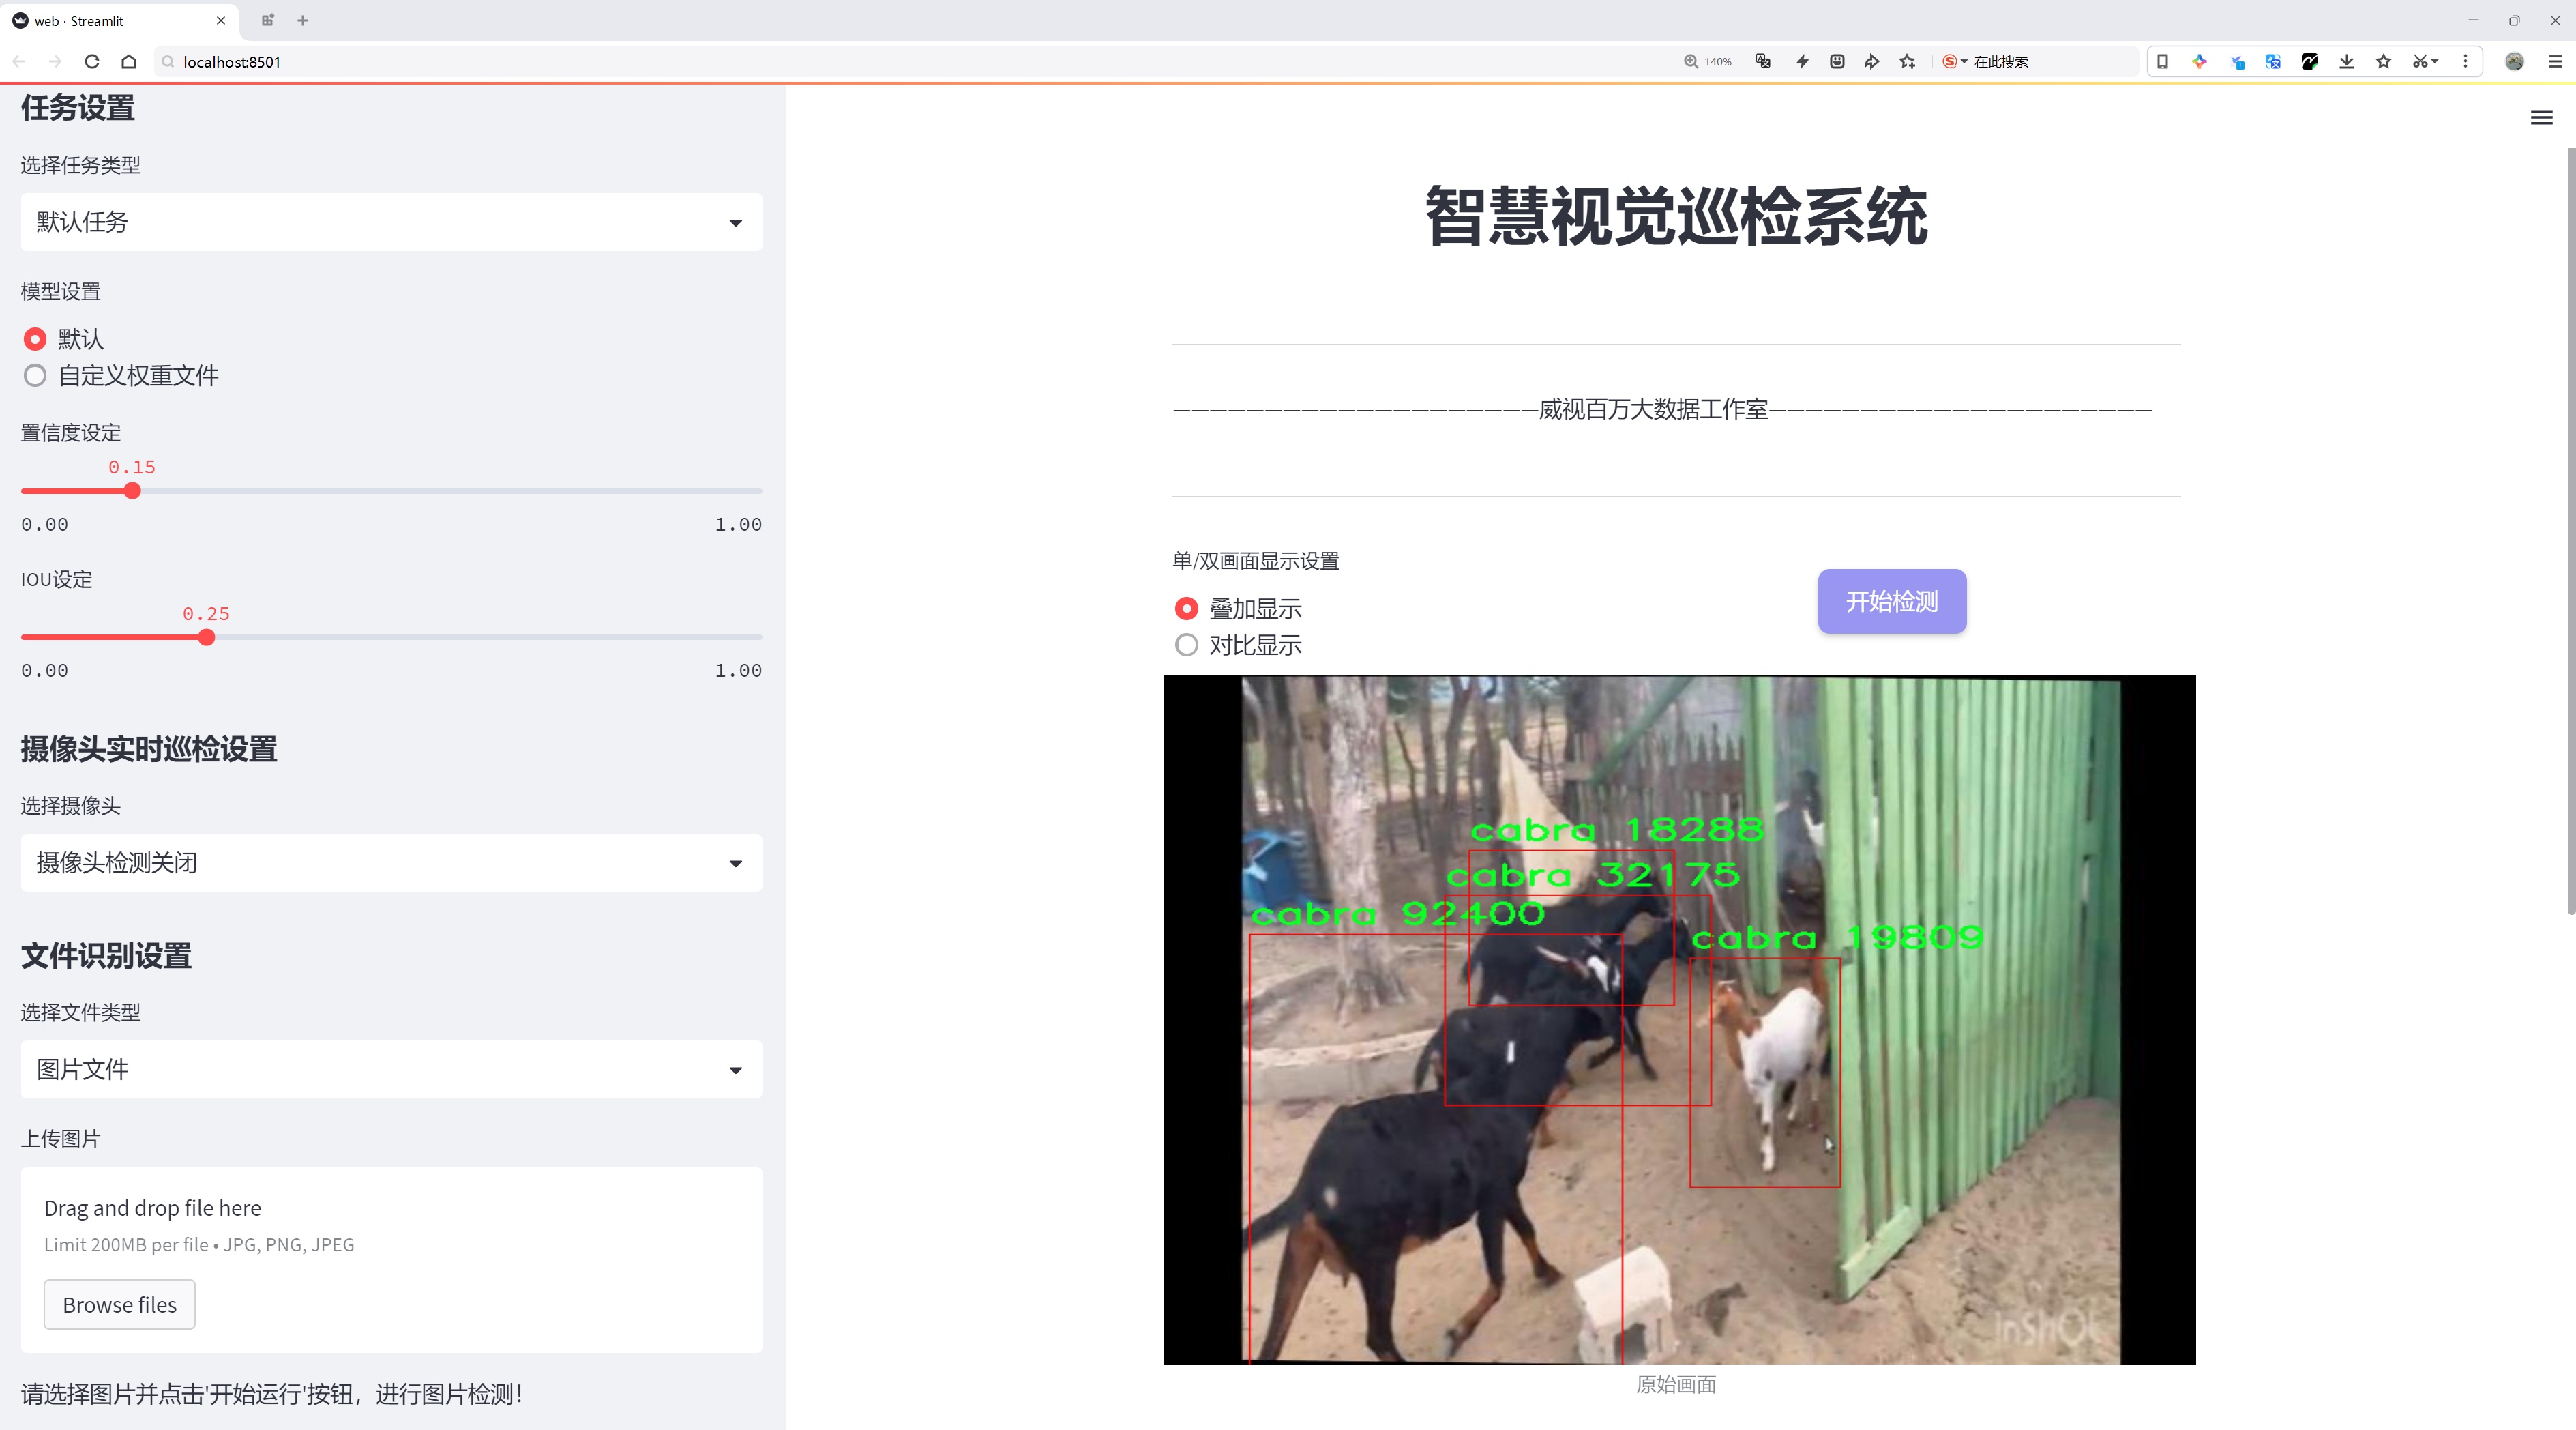 web · Streamlit
localhost:8501
140%
在此搜索
任务设置
选择任务类型
默认任务
模型设置
默认
自定义权重文件
置信度设定
0.15
0.00 1.00
IOU设定
0.25
0.00 1.00
摄像头实时巡检设置
选择摄像头
摄像头检测关闭
文件识别设置
选择文件类型
图片文件
上传图片
Drag and drop file here
Limit 200MB per file • JPG, PNG, JPEG
Browse files
请选择图片并点击'开始运行'按钮，进行图片检测！
智慧视觉巡检系统
—————————————————————威视百万大数据工作室—————————————————————
单/双画面显示设置
叠加显示
对比显示
开始检测
cabra 18288
cabra 32175
cabra 92400
cabra 19809
InShOt
原始画面